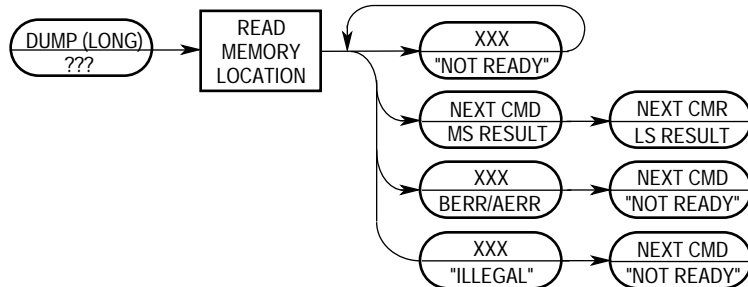 DUMP (LONG)
???
READ
MEMORY
LOCATION
XXX
"NOT READY"
NEXT CMD
MS RESULT
NEXT CMR
LS RESULT
XXX
BERR/AERR
NEXT CMD
"NOT READY"
XXX
"ILLEGAL"
NEXT CMD
"NOT READY"